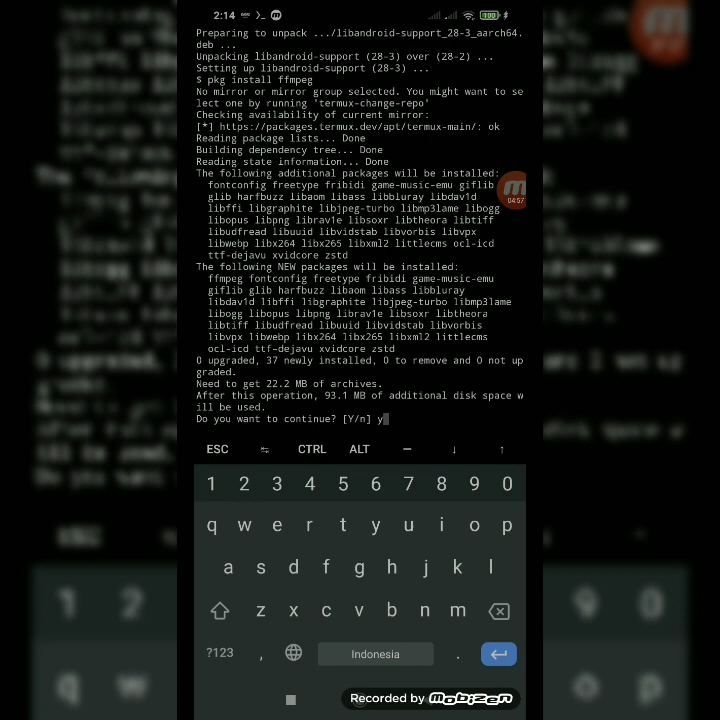 2:14
100
Preparing to unpack .../libandroid-support_28-3_aarch64.
deb ...
Unpacking libandroid-support (28-3) over (28-2) ...
Setting up libandroid-support (28-3) ...
$ pkg install ffmpeg
No mirror or mirror group selected. You might want to se
lect one by running 'termux-change-repo'
Checking availability of current mirror:
[*] https://packages.termux.dev/apt/termux-main/: ok
Reading package lists... Done
Building dependency tree... Done
Reading state information... Done
The following additional packages will be installed:
fontconfig freetype fribidi game-music-emu giflib
glib harfbuzz libaom libass libbluray libdav1d
libffi libgraphite libjpeg-turbo libmp3lame libogg
libopus libpng librav1e libsoxr libtheora libtiff
libudfread libuuid libvidstab libvorbis libvpx
libwebp libx264 libx265 libxml2 littlecms ocl-icd
ttf-dejavu xvidcore zstd
The following NEW packages will be installed:
ffmpeg fontconfig freetype fribidi game-music-emu
giflib glib harfbuzz libaom libass libbluray
libdav1d libffi libgraphite libjpeg-turbo libmp3lame
libogg libopus libpng librav1e libsoxr libtheora
libtiff libudfread libuuid libvidstab libvorbis
libvpx libwebp libx264 libx265 libxml2 littlecms
ocl-icd ttf-dejavu xvidcore zstd
0 upgraded, 37 newly installed, 0 to remove and 0 not up
graded.
Need to get 22.2 MB of archives.
After this operation, 93.1 MB of additional disk space w
ill be used.
Do you want to continue? [Y/n] y
04:57
ESC CTRL ALT — ↓ ↑
1 2 3 4 5 6 7 8 9 0
q w e r t y u i o p
a s d f g h j k l
z x c v b n m
?123 , Indonesia .
Recorded by mobizen